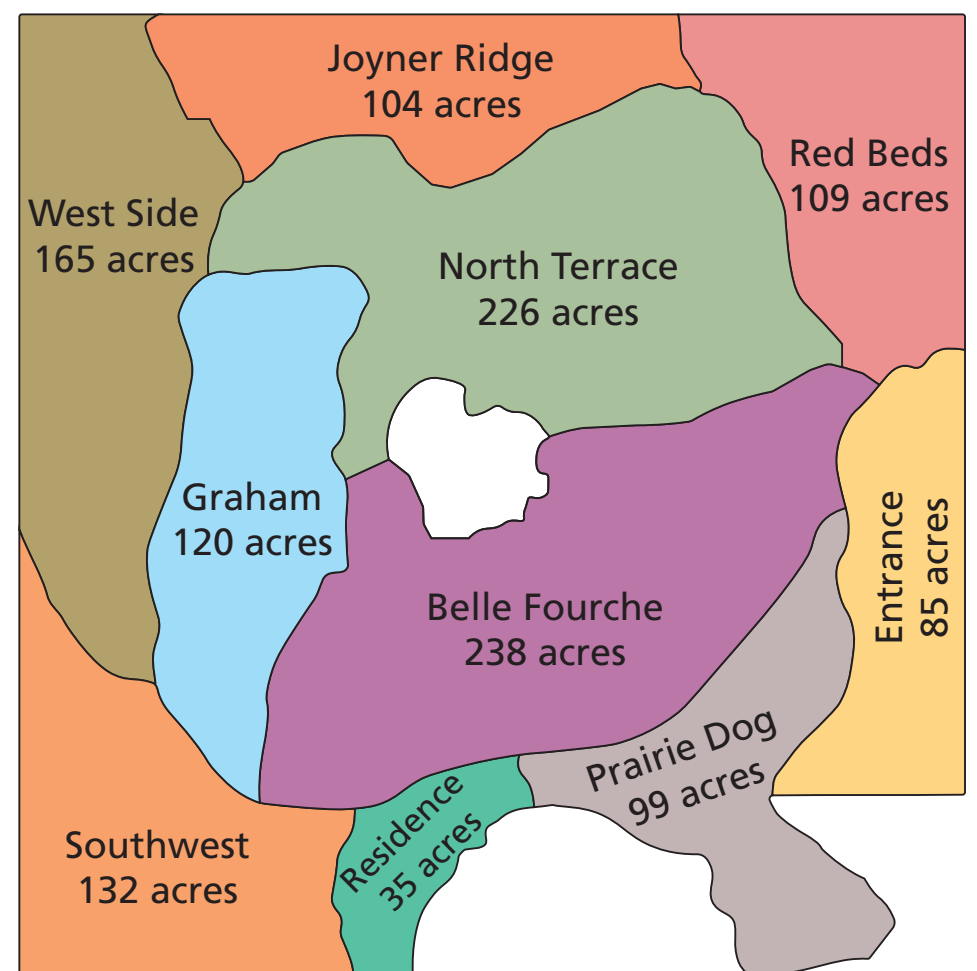 Joyner Ridge
104 acres
Red Beds
109 acres
West Side
165 acres
North Terrace
226 acres
Graham
120 acres
Entrance
85 acres
Belle Fourche
238 acres
Prairie Dog
99 acres
Residence
35 acres
Southwest
132 acres